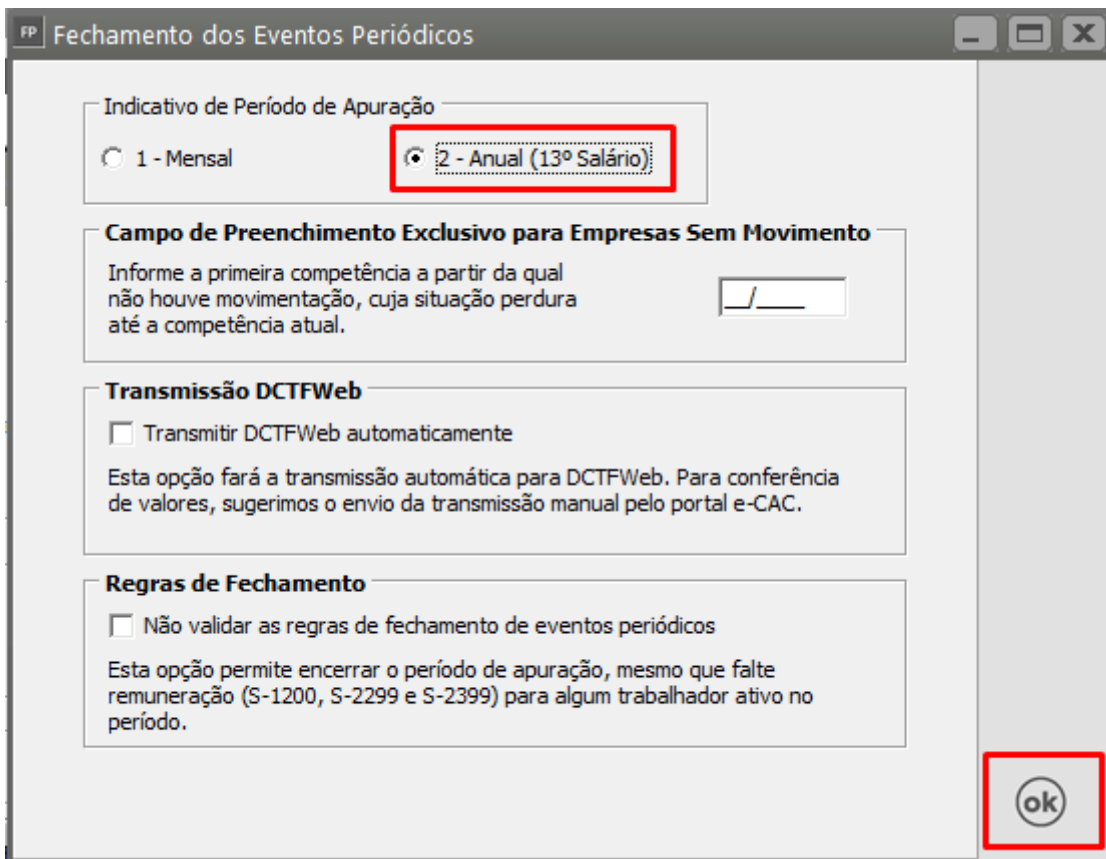 FP Fechamento dos Eventos Periódicos
Indicativo de Período de Apuração
1 - Mensal
2 - Anual (13º Salário)
Campo de Preenchimento Exclusivo para Empresas Sem Movimento
Informe a primeira competência a partir da qual
não houve movimentação, cuja situação perdura
até a competência atual.
__/____
Transmissão DCTFWeb
Transmitir DCTFWeb automaticamente
Esta opção fará a transmissão automática para DCTFWeb. Para conferência
de valores, sugerimos o envio da transmissão manual pelo portal e-CAC.
Regras de Fechamento
Não validar as regras de fechamento de eventos periódicos
Esta opção permite encerrar o período de apuração, mesmo que falte
remuneração (S-1200, S-2299 e S-2399) para algum trabalhador ativo no
período.
ok